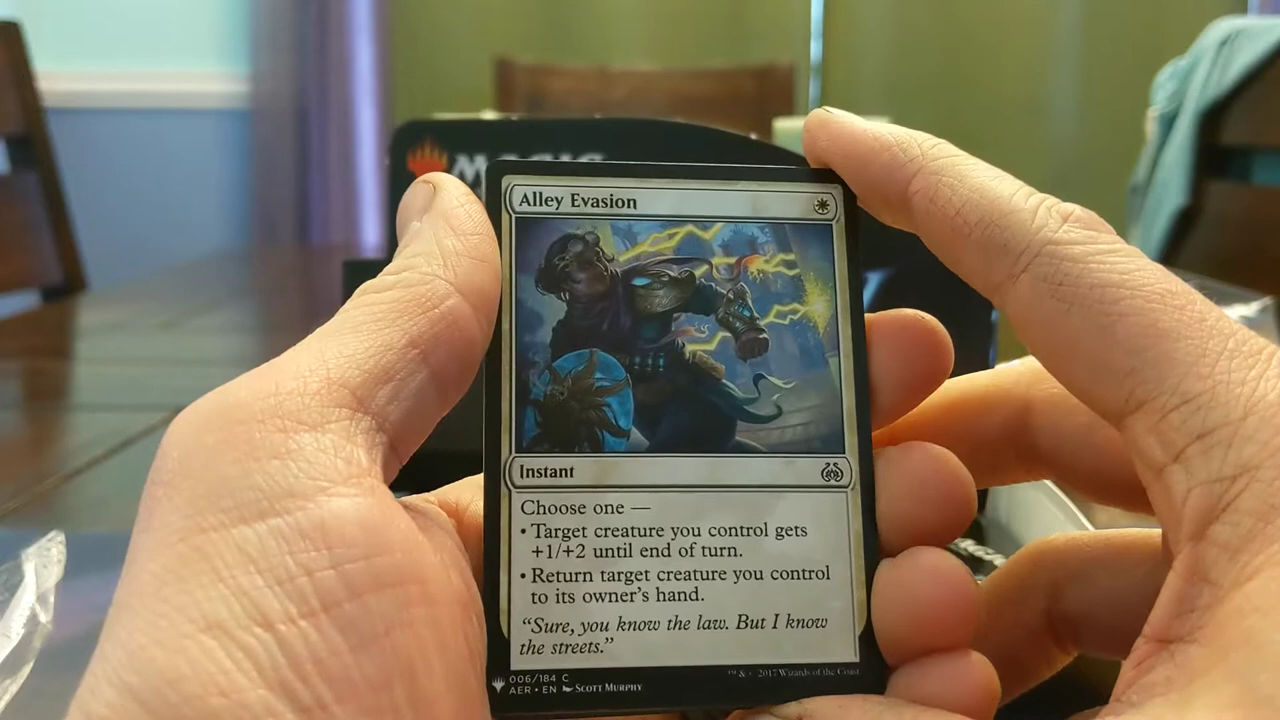 MAGIC
Alley Evasion
Instant
Choose one —
• Target creature you control gets
+1/+2 until end of turn.
• Return target creature you control
to its owner's hand.
“Sure, you know the law. But I know
the streets.”
006/184 C
AER • EN Scott Murphy
™ & © 2017 Wizards of the Coast